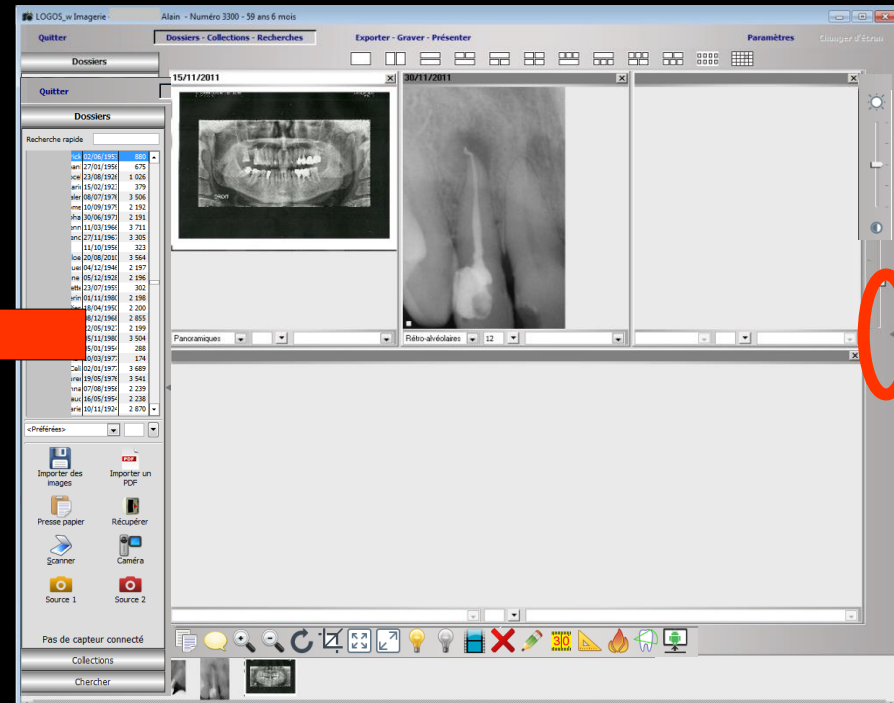 LOGOS_w Imagerie - Alain - Numéro 3300 - 59 ans 6 mois
Quitter Dossiers - Collections - Recherches Exporter - Graver - Présenter Paramètres Changer d'écran
Dossiers
15/11/2011 30/11/2011
Quitter
Dossiers
Recherche rapide
02/06/1953 880
27/01/1956 675
23/08/1926 1 026
15/02/1923 379
08/07/1976 3 506
10/09/1975 2 192
30/06/1971 2 191
11/03/1966 3 711
27/11/1967 3 305
11/10/1956 323
20/08/2010 3 564
04/12/1946 2 197
05/12/1928 2 196
23/07/1955 302
01/11/1980 2 198
18/04/1950 2 200
08/12/1968 2 855
22/05/1927 2 199
05/11/1980 3 504
05/01/1954 288
10/03/1977 174
02/01/1977 3 689
19/05/1976 3 541
07/08/1956 2 239
16/05/1954 2 238
10/11/1924 2 870
Panoramiques Rétro-alvéolaires 12
<Préférées>
PDF
Importer des images
Importer un PDF
Presse papier Récupérer
Scanner Caméra
Source 1 Source 2
Pas de capteur connecté
30
Collections
Chercher